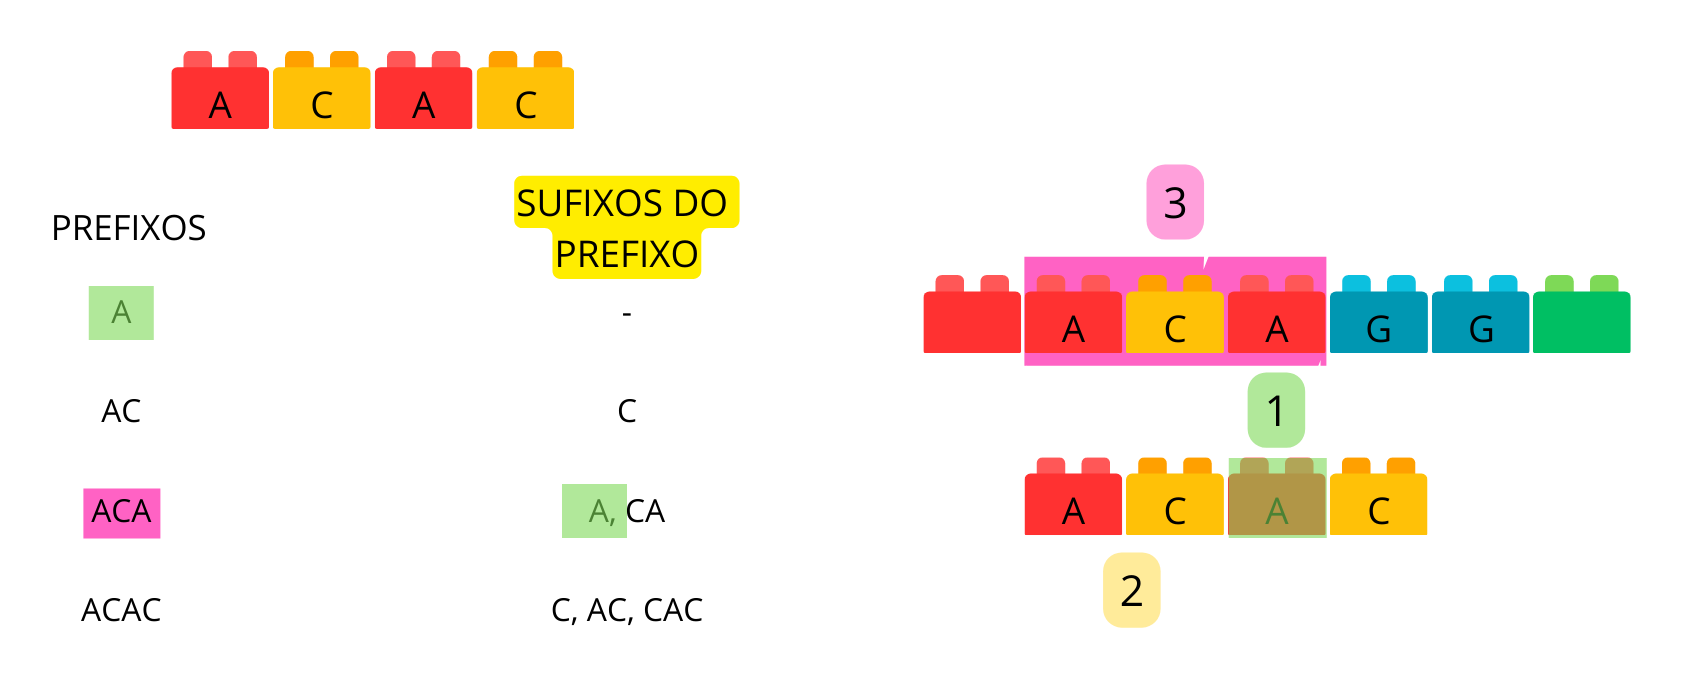 A C A C
PREFIXOS
SUFIXOS DO
PREFIXO
A
-
AC
C
ACA
A, CA
ACAC
C, AC, CAC
3
A C A G G
1
A C A C
2